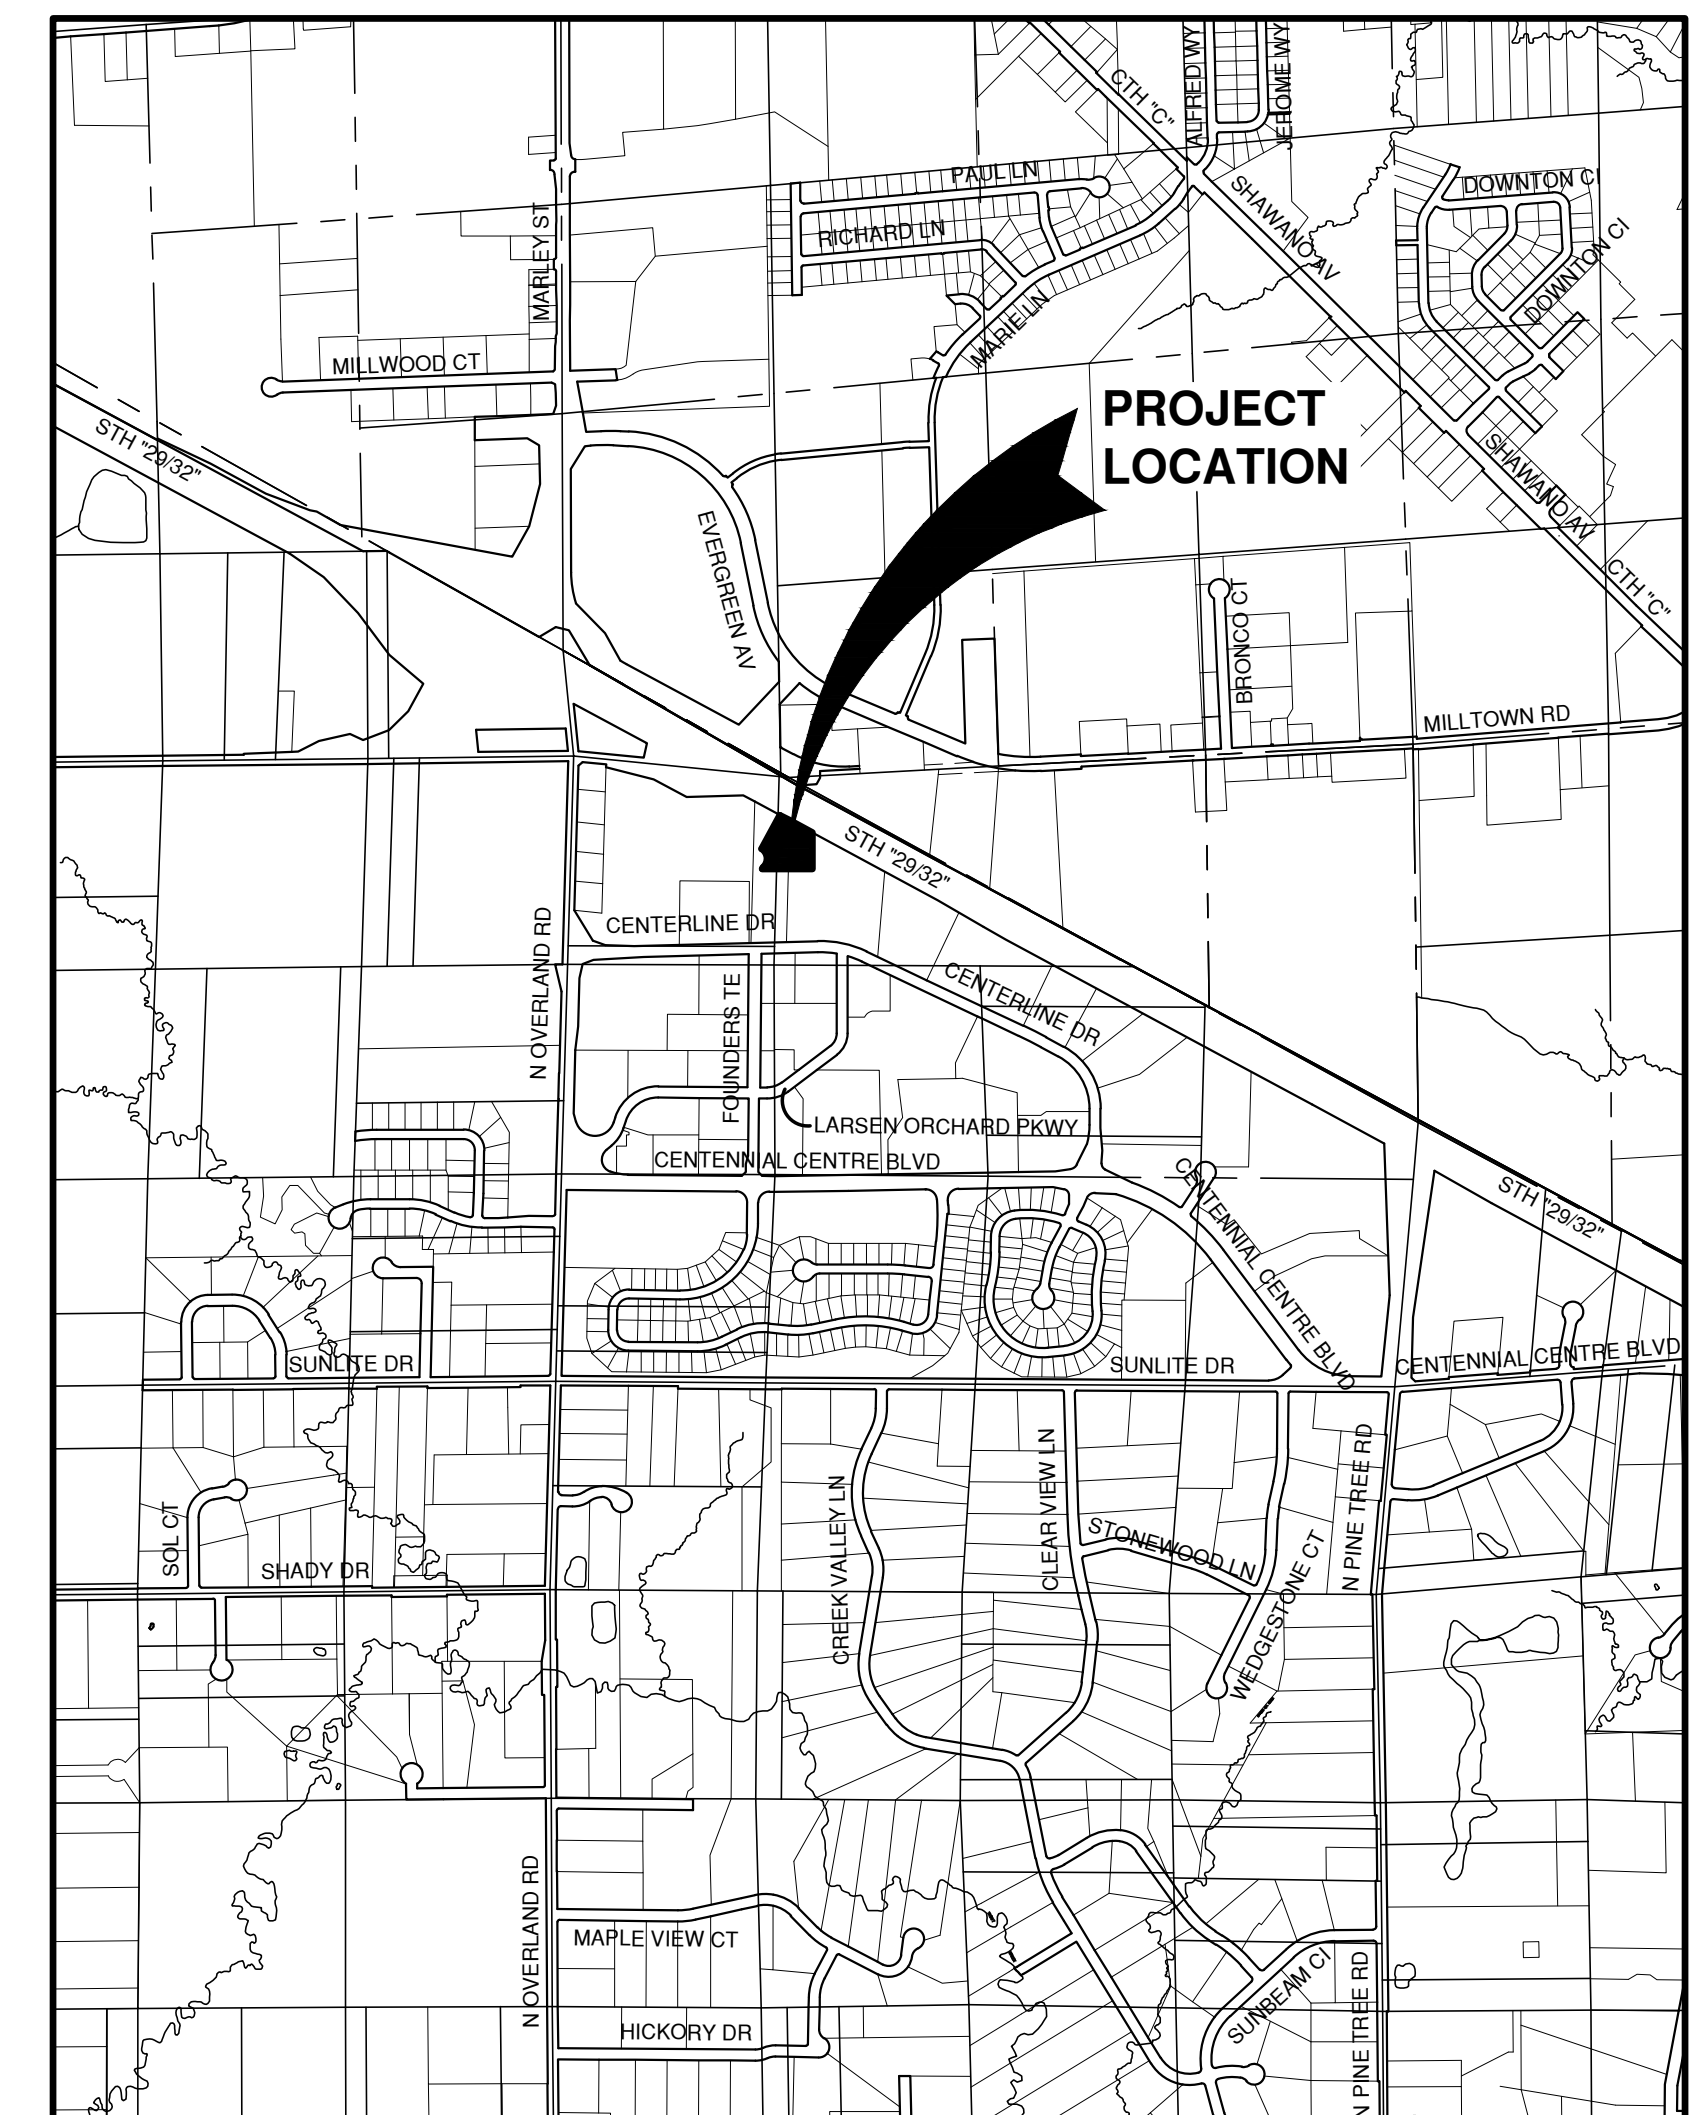 CTH "C"
ALFRED WY
JEROME WY
PAUL LN
DOWNTON CI
SHAWANO AV
MARLEY ST
RICHARD LN
DOWNTON CI
MARIE LN
MILLWOOD CT
PROJECT
LOCATION
STH "29/32"
SHAWANO AV
EVERGREEN AV
CTH "C"
BRONCO CT
MILLTOWN RD
STH "29/32"
CENTERLINE DR
N OVERLAND RD
CENTERLINE DR
FOUNDERS TE
LARSEN ORCHARD PKWY
CENTENNIAL CENTRE BLVD
CENTENNIAL CENTRE BLVD
STH "29/32"
SUNLITE DR
SUNLITE DR
CENTENNIAL CENTRE BLVD
SOL CT
CREEK VALLEY LN
CLEAR VIEW LN
STONEWOOD LN
N PINE TREE RD
SHADY DR
WEDGESTONE CT
N OVERLAND RD
MAPLE VIEW CT
SUNBEAM CI
N PINE TREE RD
HICKORY DR